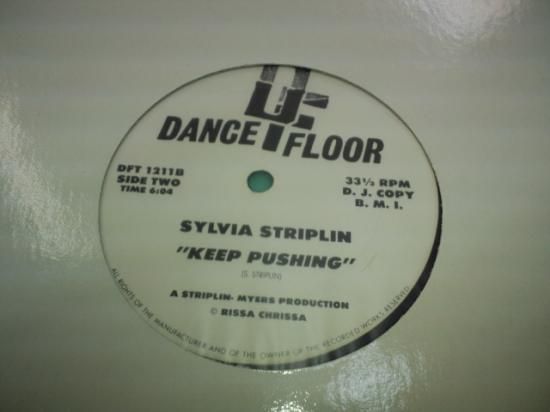 DF
DANCE FLOOR
DFT 1211B
SIDE TWO
TIME 6:04
33⅓ RPM
D. J. COPY
B. M. I.
SYLVIA STRIPLIN
"KEEP PUSHING"
(S. STRIPLIN)
A STRIPLIN- MYERS PRODUCTION
© RISSA CHRISSA
ALL RIGHTS OF THE MANUFACTURER AND OF THE OWNER OF THE RECORDED WORKS RESERVED